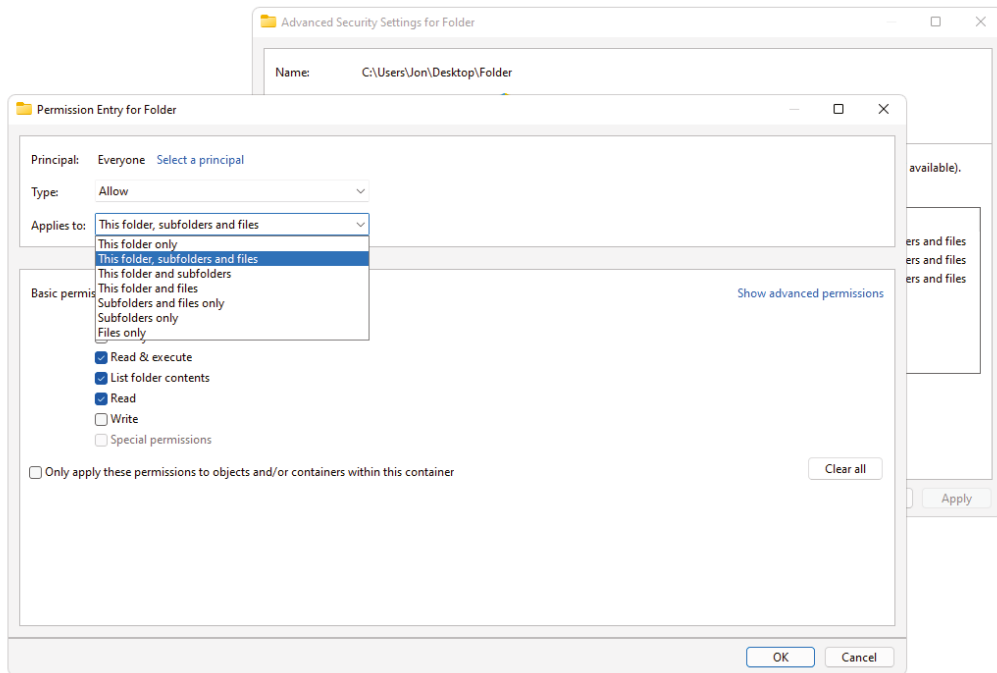 Advanced Security Settings for Folder
Name: C:\Users\Jon\Desktop\Folder
Permission Entry for Folder
Principal: Everyone Select a principal
available).
Type: Allow
Applies to: This folder, subfolders and files
This folder only
ers and files
This folder, subfolders and files
ers and files
This folder and subfolders
ers and files
This folder and files
Basic permis
Show advanced permissions
Subfolders and files only
Subfolders only
Files only
Read & execute
List folder contents
Read
Write
Special permissions
Only apply these permissions to objects and/or containers within this container
Clear all
Apply
OK Cancel